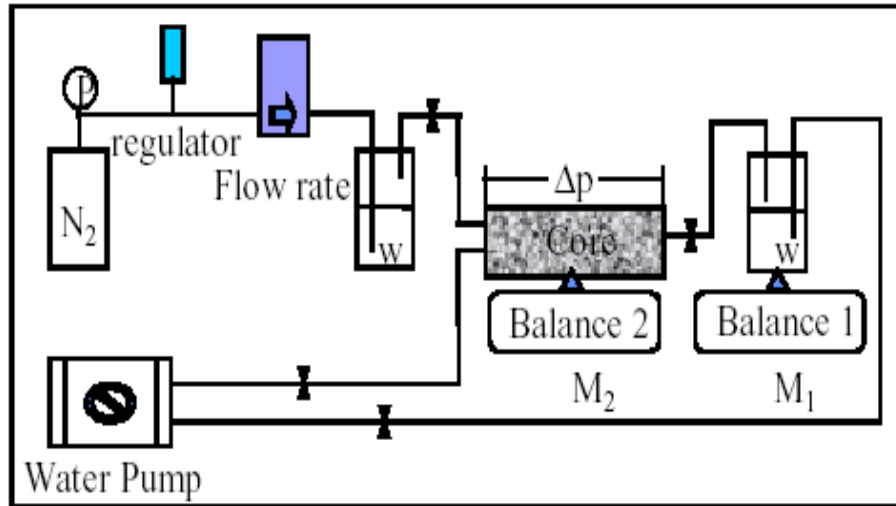 P
regulator
Flow rate
N₂
w
Δp
Core
w
Balance 2
Balance 1
M₂
M₁
Water Pump